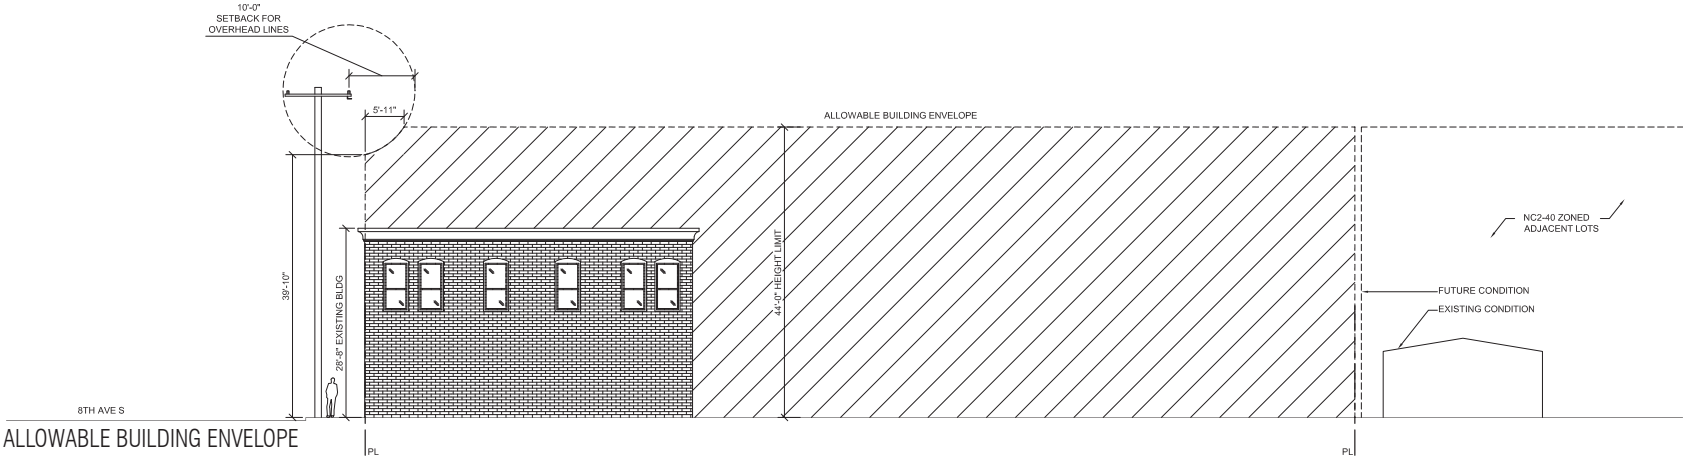 10'-0"
SETBACK FOR
OVERHEAD LINES
5'-11"
ALLOWABLE BUILDING ENVELOPE
39'-10"
28'-8" EXISTING BLDG
44'-0" HEIGHT LIMIT
NC2-40 ZONED
ADJACENT LOTS
FUTURE CONDITION
EXISTING CONDITION
8TH AVE S
ALLOWABLE BUILDING ENVELOPE
PL
PL